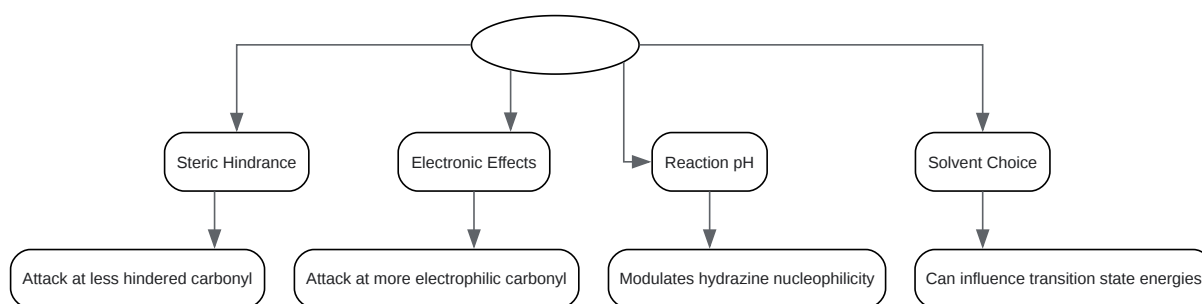 Steric Hindrance
Electronic Effects
Reaction pH
Solvent Choice
Attack at less hindered carbonyl
Attack at more electrophilic carbonyl
Modulates hydrazine nucleophilicity
Can influence transition state energies